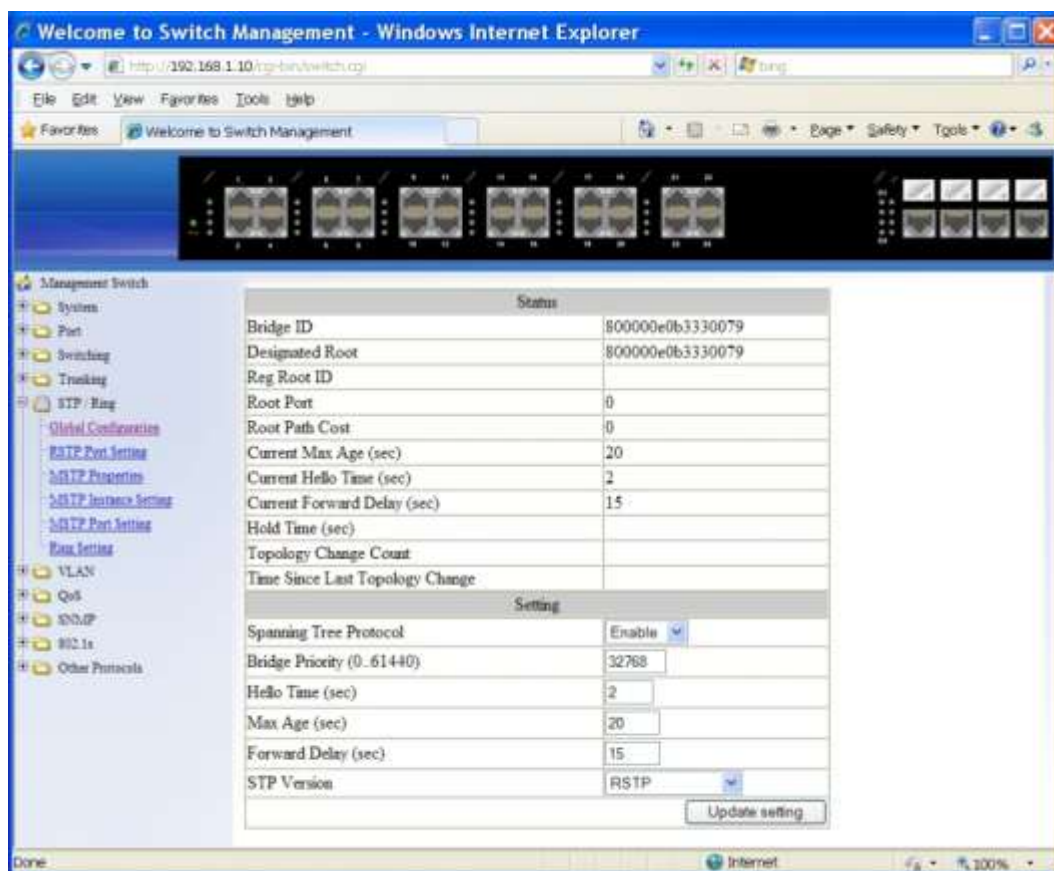 Welcome to Switch Management - Windows Internet Explorer
http://192.168.1.10/cgi-bin/switch.cgi
bing
File Edit View Favorites Tools Help
Favorites Welcome to Switch Management Page Safety Tools
Management Switch
System
Port
Switching
Trunking
STP / Ring
Global Configuration
RSTP Port Setting
MSTP Properties
MSTP Instance Setting
MSTP Port Setting
Ring Setting
VLAN
QoS
SNMP
802.1x
Other Protocols
Status
Bridge ID 800000e0b3330079
Designated Root 800000e0b3330079
Reg Root ID
Root Port 0
Root Path Cost 0
Current Max Age (sec) 20
Current Hello Time (sec) 2
Current Forward Delay (sec) 15
Hold Time (sec)
Topology Change Count
Time Since Last Topology Change
Setting
Spanning Tree Protocol Enable
Bridge Priority (0..61440) 32768
Hello Time (sec) 2
Max Age (sec) 20
Forward Delay (sec) 15
STP Version RSTP
Update setting
Done Internet 100%